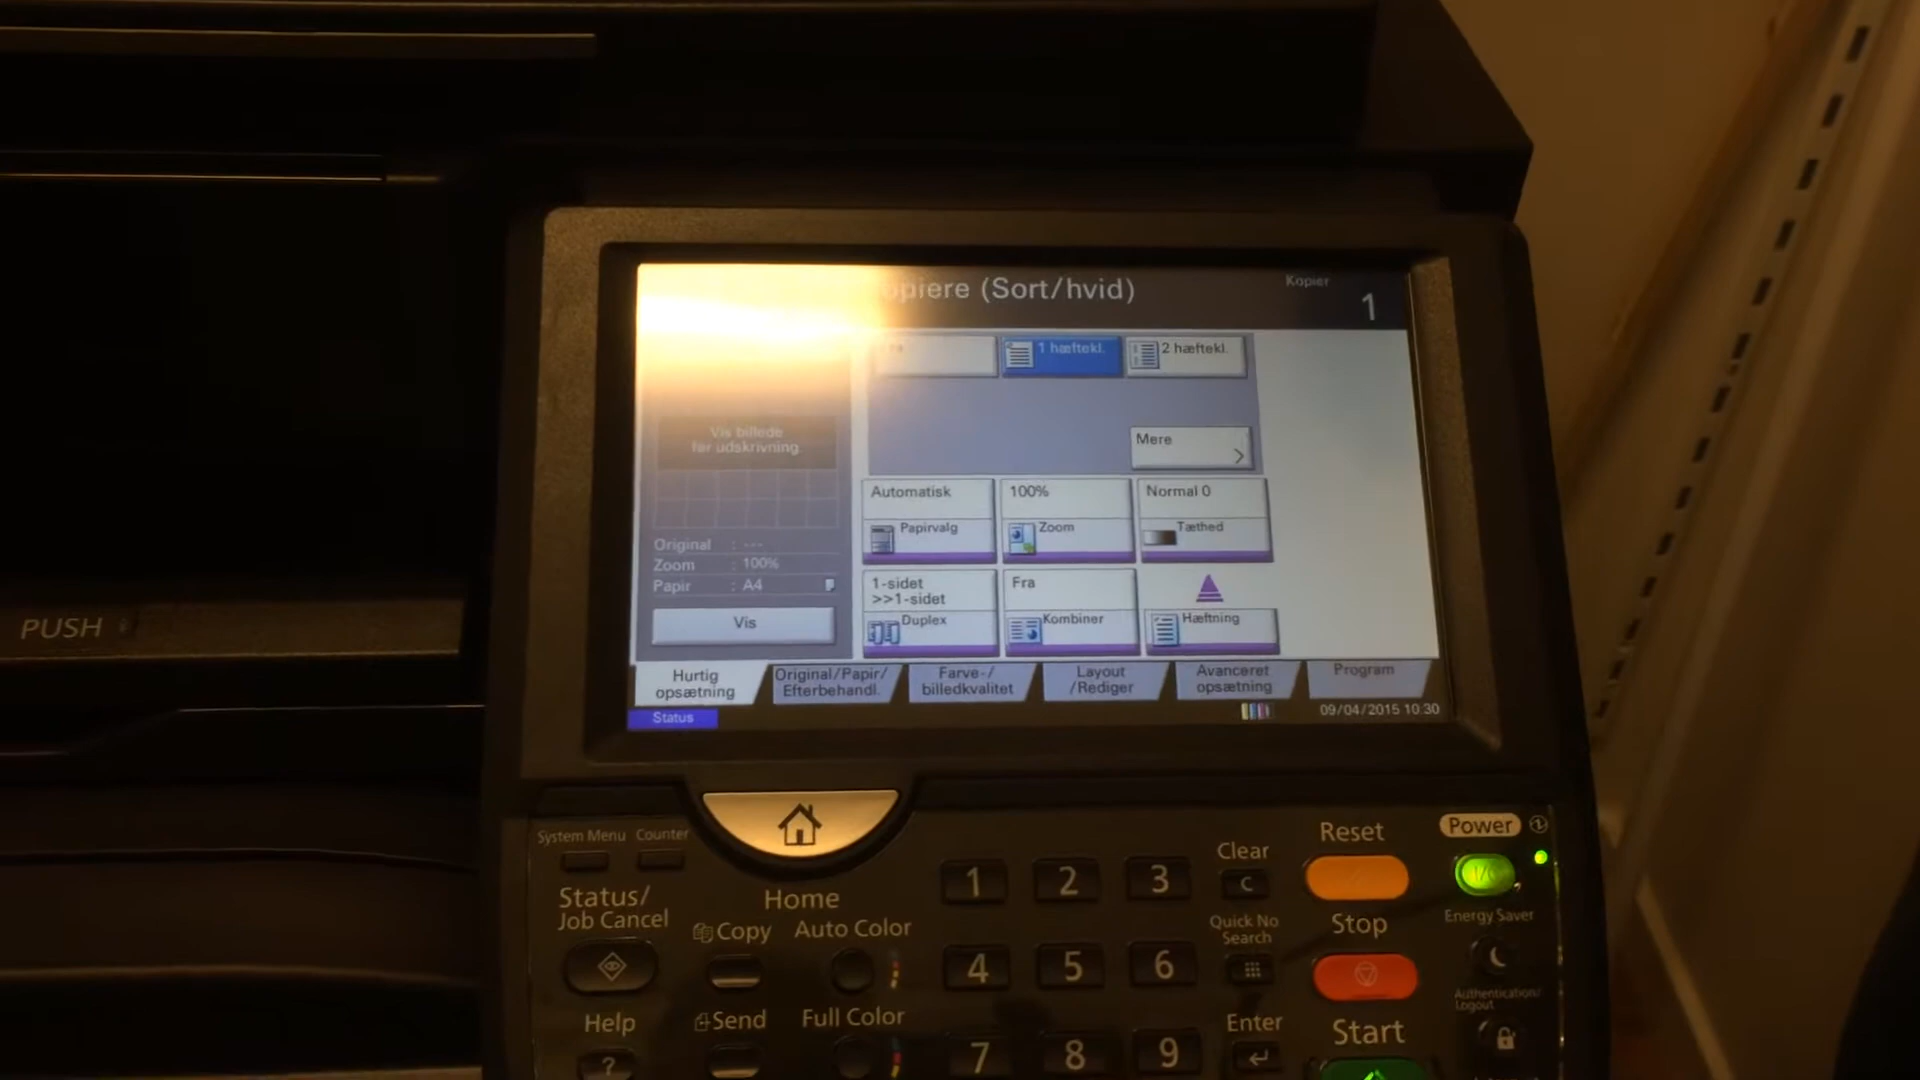 (Sort/hvid)
Kopier
1
1 hæftekl.
2 hæftekl.
Vis billede
før udskrivning.
Mere
Automatisk
Papirvalg
100%
Zoom
Normal 0
Tæthed
Original : ---
Zoom : 100%
Papir : A4
Vis
1-sidet
>>1-sidet
Duplex
Fra
Kombiner
Hæftning
Hurtig
opsætning
Original/Papir/
Efterbehandl.
Farve-/
billedkvalitet
Layout
/Rediger
Avanceret
opsætning
Program
Status
09/04/2015 10:30
PUSH
System Menu
Counter
Status/
Job Cancel
Home
Copy
Auto Color
Help
?
Send
Full Color
1
2
3
4
5
6
7
8
9
Clear
C
Quick No
Search
Enter
Reset
Stop
Start
Power
Energy Saver
Authentication/
Logout